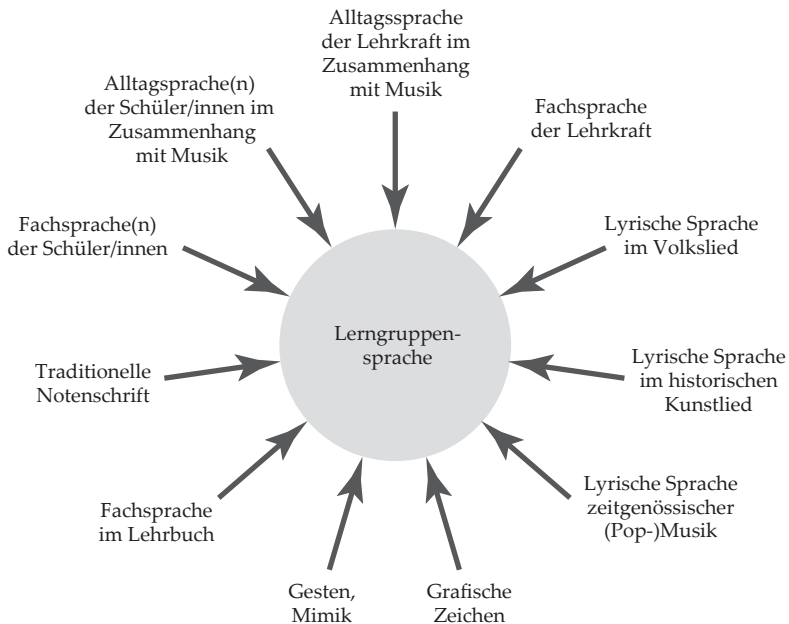 Alltagssprache
der Lehrkraft im
Zusammenhang
mit Musik
Alltagsprache(n)
der Schüler/innen im
Zusammenhang
mit Musik
Fachsprache
der Lehrkraft
Fachsprache(n)
der Schüler/innen
Lyrische Sprache
im Volkslied
Lerngruppen-
sprache
Traditionelle
Notenschrift
Lyrische Sprache
im historischen
Kunstlied
Fachsprache
im Lehrbuch
Lyrische Sprache
zeitgenössischer
(Pop-)Musik
Gesten,
Mimik
Grafische
Zeichen